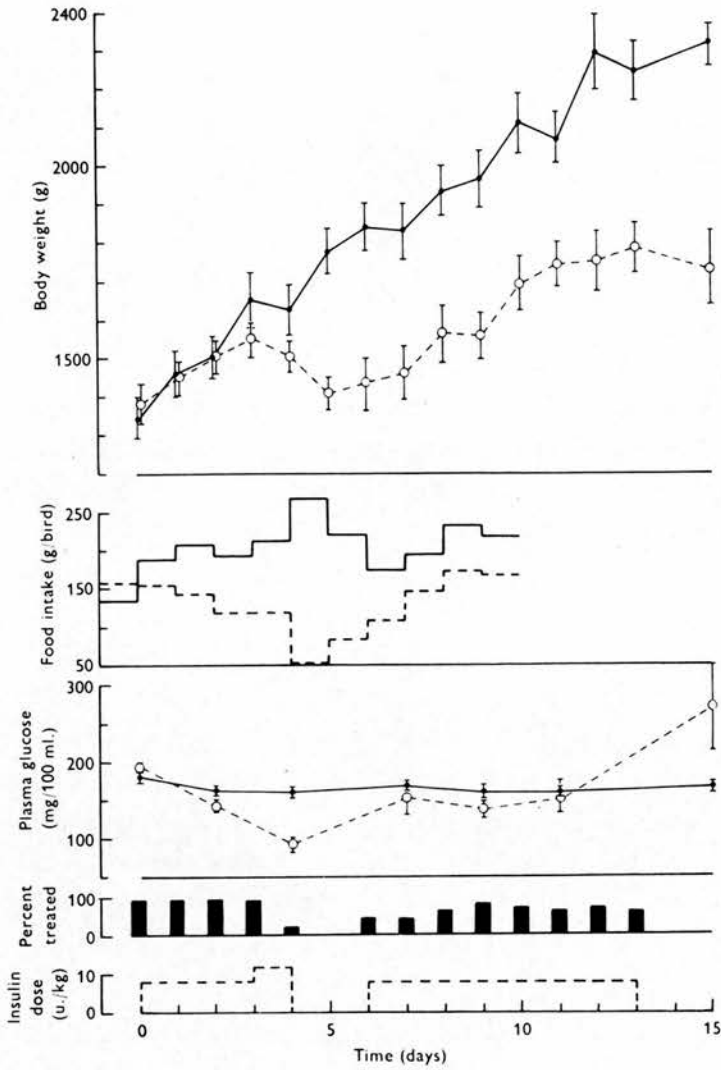 2400
2000
1500
Body weight (g)
250
150
50
Food intake (g/bird)
300
200
100
Plasma glucose
(mg/100 ml.)
100
0
Percent
treated
10
0
Insulin
dose
(u./kg)
0
5
10
15
Time (days)